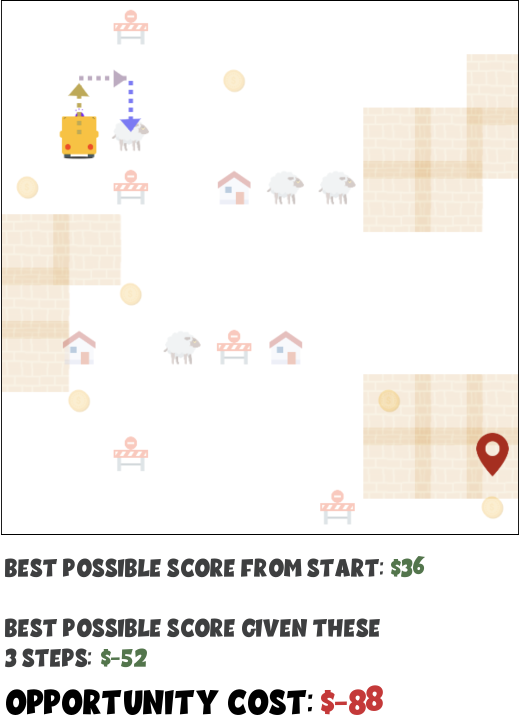 BEST POSSIBLE SCORE FROM START: $36
BEST POSSIBLE SCORE GIVEN THESE
3 STEPS: $-52
OPPORTUNITY COST: $-88